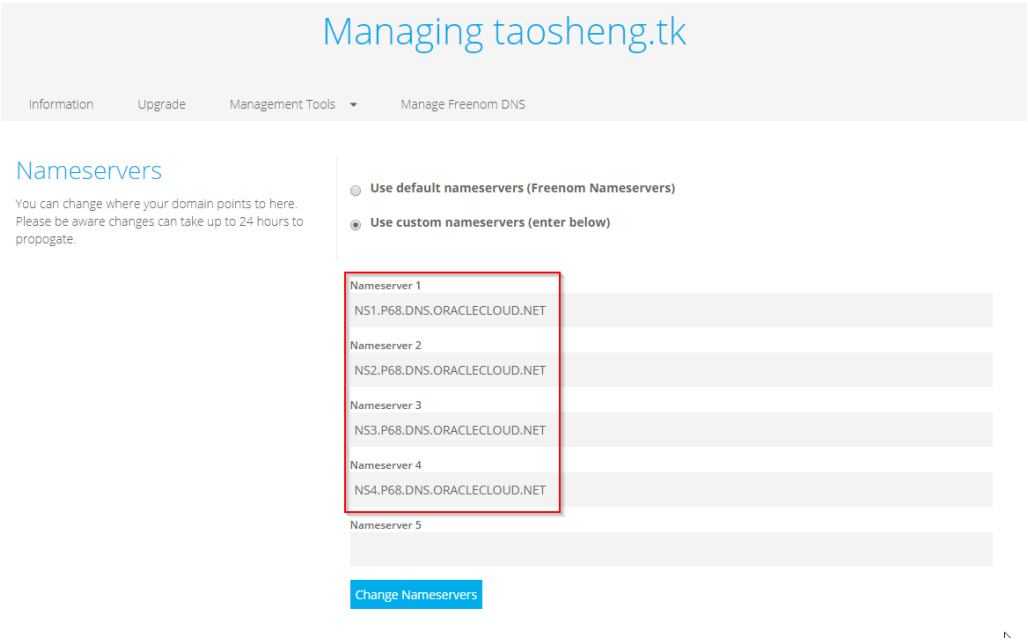 Managing taosheng.tk
Information Upgrade Management Tools Manage Freenom DNS
Nameservers
You can change where your domain points to here.
Please be aware changes can take up to 24 hours to
propogate.
Use default nameservers (Freenom Nameservers)
Use custom nameservers (enter below)
Nameserver 1
NS1.P68.DNS.ORACLECLOUD.NET
Nameserver 2
NS2.P68.DNS.ORACLECLOUD.NET
Nameserver 3
NS3.P68.DNS.ORACLECLOUD.NET
Nameserver 4
NS4.P68.DNS.ORACLECLOUD.NET
Nameserver 5
Change Nameservers